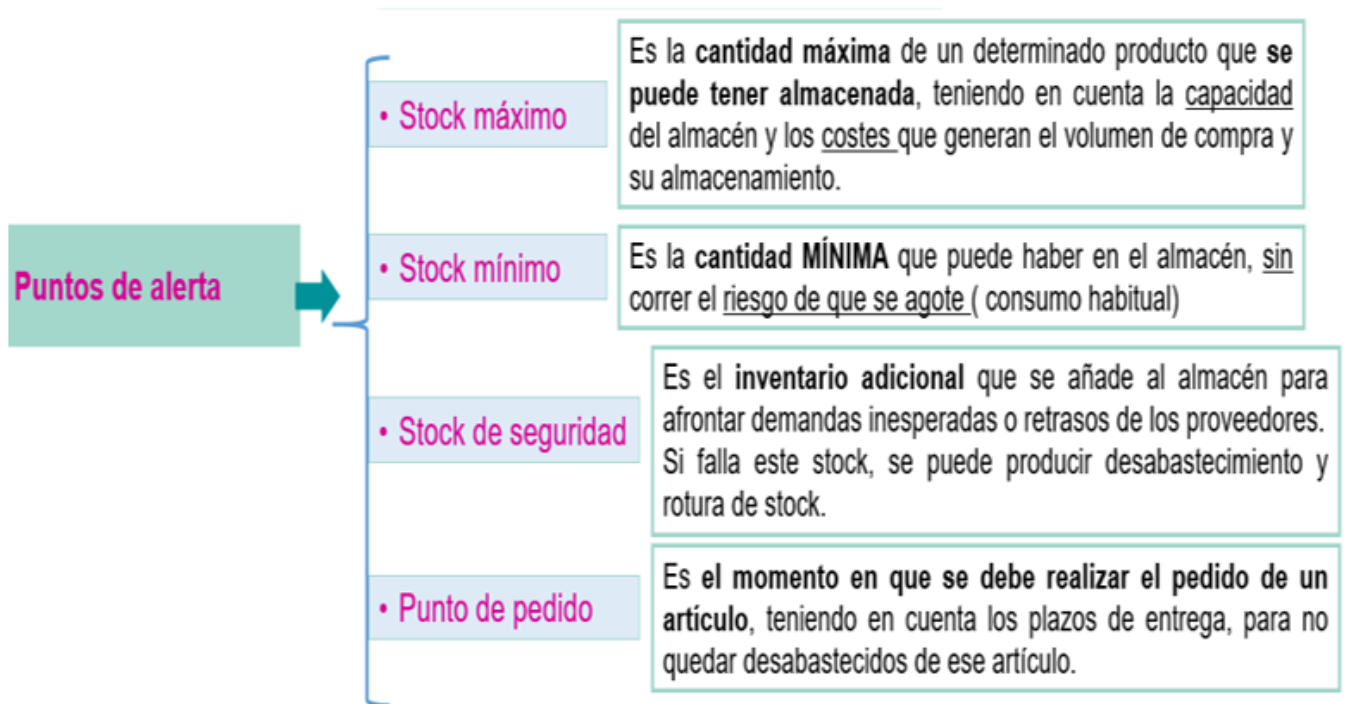 Puntos de alerta
• Stock máximo
Es la cantidad máxima de un determinado producto que se
puede tener almacenada, teniendo en cuenta la capacidad
del almacén y los costes que generan el volumen de compra y
su almacenamiento.
• Stock mínimo
Es la cantidad MÍNIMA que puede haber en el almacén, sin
correr el riesgo de que se agote ( consumo habitual)
• Stock de seguridad
Es el inventario adicional que se añade al almacén para
afrontar demandas inesperadas o retrasos de los proveedores.
Si falla este stock, se puede producir desabastecimiento y
rotura de stock.
• Punto de pedido
Es el momento en que se debe realizar el pedido de un
artículo, teniendo en cuenta los plazos de entrega, para no
quedar desabastecidos de ese artículo.